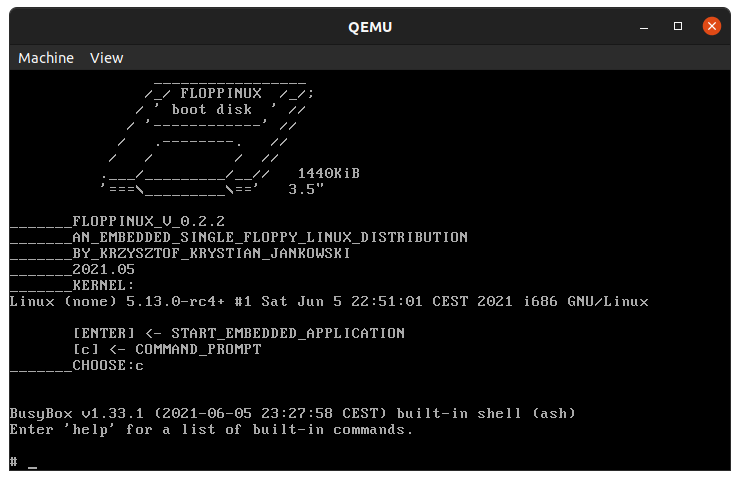 QEMU
Machine View
_________________
/_/ FLOPPINUX  /_/;
/ ' boot disk  ' //
/ '------------' //
/   .--------.   //
/   /         /  //
.___/_________/__//   1440KiB
'===\_________\=='   3.5"
_______FLOPPINUX_V_0.2.2
_______AN_EMBEDDED_SINGLE_FLOPPY_LINUX_DISTRIBUTION
_______BY_KRZYSZTOF_KRYSTIAN_JANKOWSKI
_______2021.05
_______KERNEL:
Linux (none) 5.13.0-rc4+ #1 Sat Jun 5 22:51:01 CEST 2021 i686 GNU/Linux
[ENTER] <- START_EMBEDDED_APPLICATION
[c] <- COMMAND_PROMPT
_______CHOOSE:c
BusyBox v1.33.1 (2021-06-05 23:27:58 CEST) built-in shell (ash)
Enter 'help' for a list of built-in commands.
# _